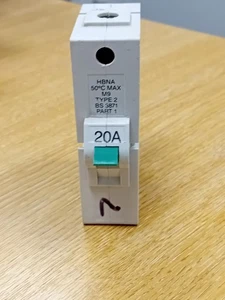 HBNA
50°C MAX
M9
TYPE 2
BS 3871
PART 1
20A
7